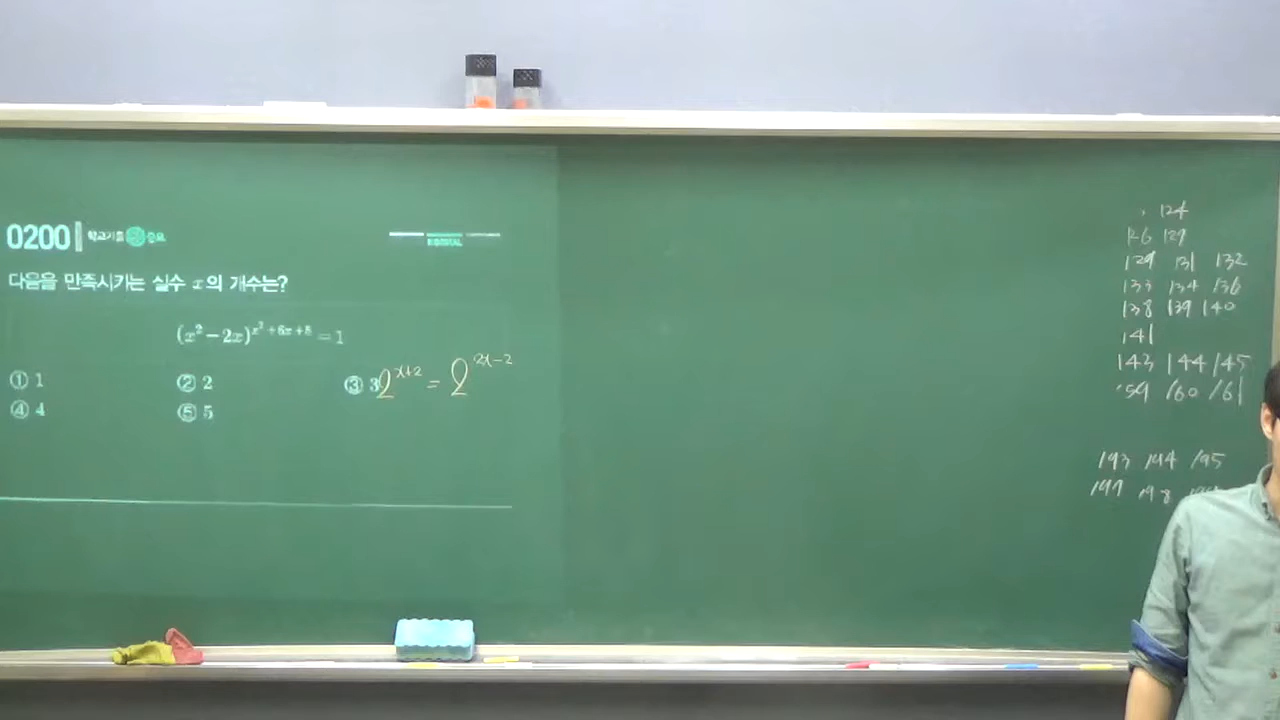 0200 학교기출 중요
다음을 만족시키는 실수 x의 개수는?
(x²-2x)^{x²+6x+8}=1
① 1
② 2
③ 3
2^{x+2} = 2^{2x-2}
④ 4
⑤ 5
124
126 129
129 131 132
133 134 136
138 139 140
141
143 144 145
159 160 161
193 194 195
197 198